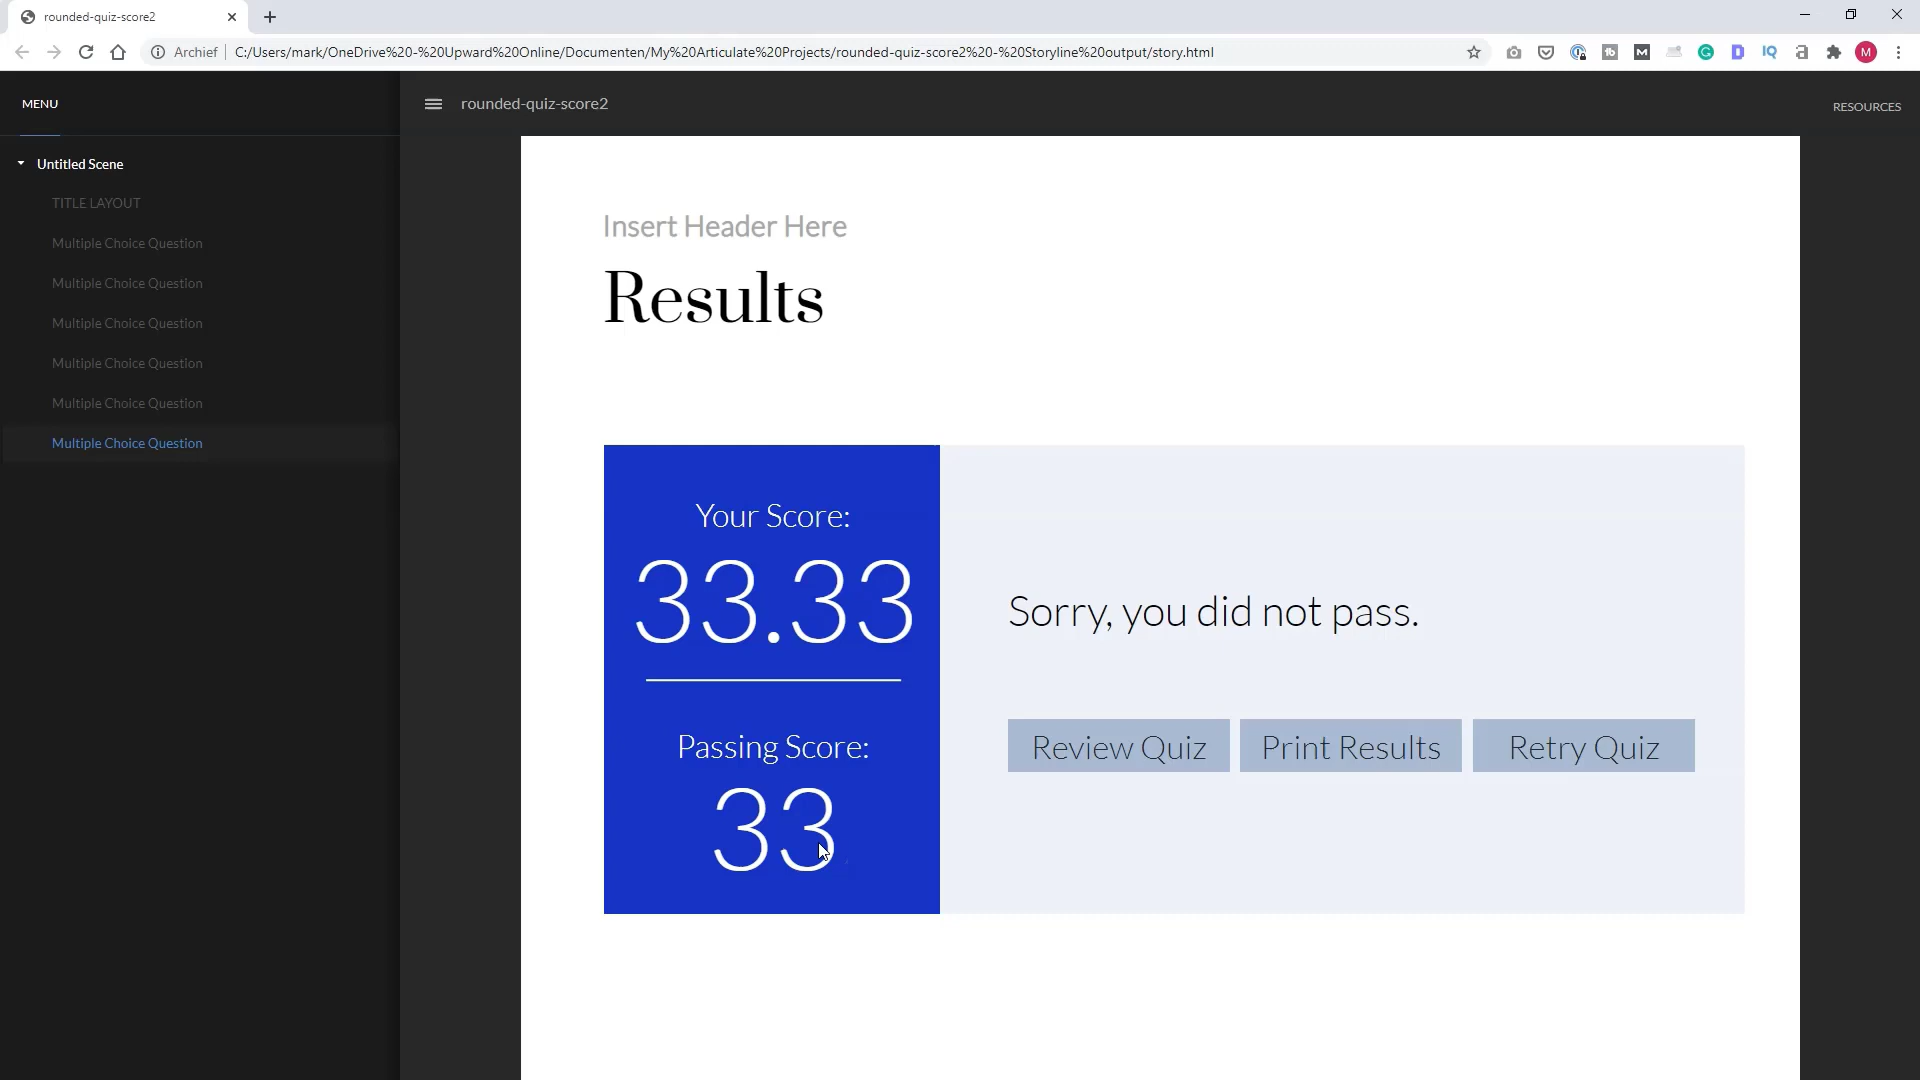 rounded-quiz-score2
Archief
C:/Users/mark/OneDrive%20-%20Upward%20Online/Documenten/My%20Articulate%20Projects/rounded-quiz-score2%20-%20Storyline%20output/story.html
M
MENU
rounded-quiz-score2
RESOURCES
Untitled Scene
TITLE LAYOUT
Multiple Choice Question
Multiple Choice Question
Multiple Choice Question
Multiple Choice Question
Multiple Choice Question
Multiple Choice Question
Insert Header Here
Results
Your Score:
33.33
Passing Score:
33
Sorry, you did not pass.
Review Quiz
Print Results
Retry Quiz